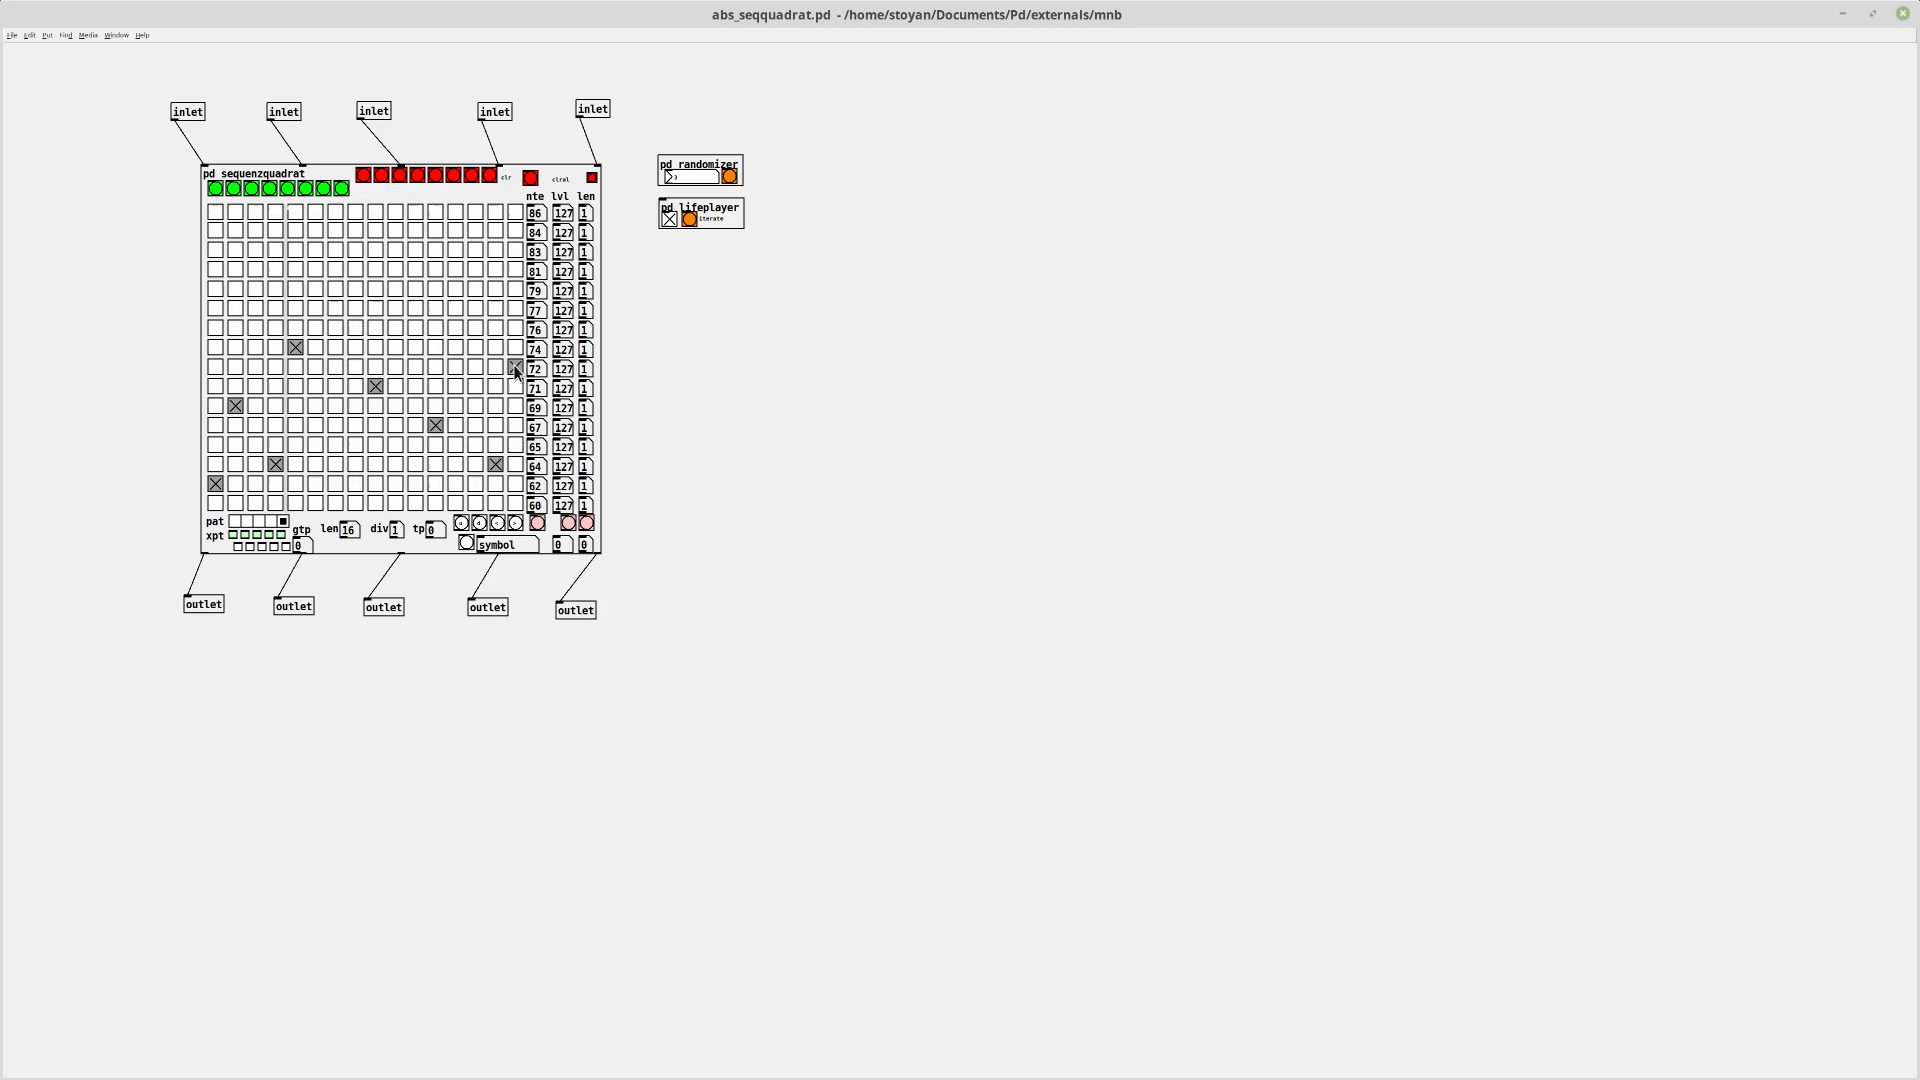 abs_seqquadrat.pd - /home/stoyan/Documents/Pd/externals/mnb
File Edit Put Find Media Window Help
inlet inlet inlet inlet inlet
pd sequenzquadrat clr clral
nte lvl len
86 127 1
84 127 1
83 127 1
81 127 1
79 127 1
77 127 1
76 127 1
74 127 1
72 127 1
71 127 1
69 127 1
67 127 1
65 127 1
64 127 1
62 127 1
60 127 1
pat gtp len 16 div 1 tp 0 u d < >
xpt 0 symbol 0 0
outlet outlet outlet outlet outlet
pd randomizer
3
pd lifeplayer
iterate